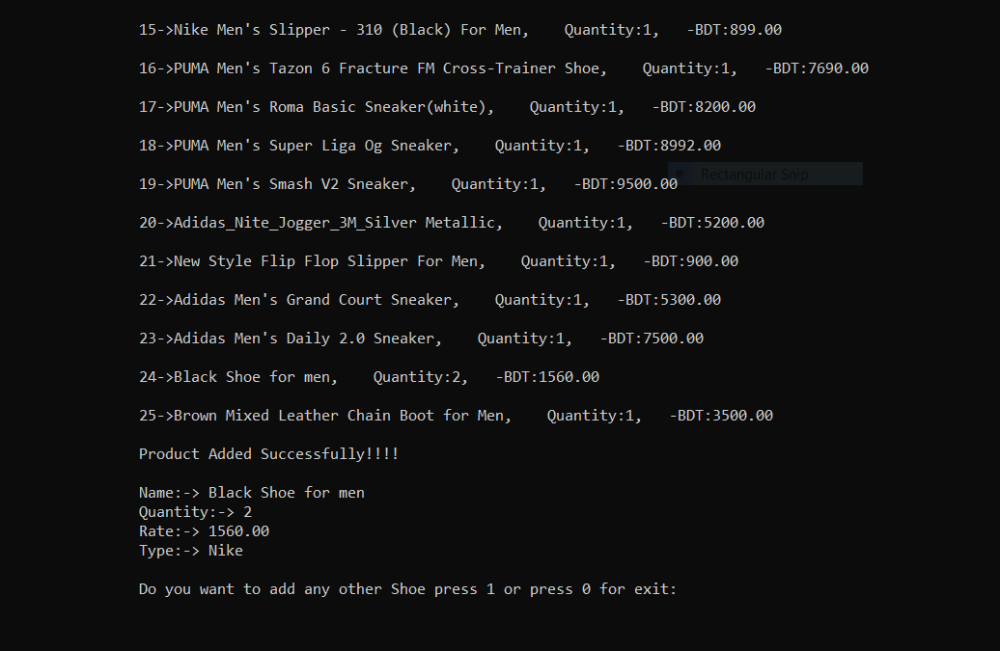 15->Nike Men's Slipper - 310 (Black) For Men,    Quantity:1,   -BDT:899.00
16->PUMA Men's Tazon 6 Fracture FM Cross-Trainer Shoe,    Quantity:1,   -BDT:7690.00
17->PUMA Men's Roma Basic Sneaker(white),    Quantity:1,   -BDT:8200.00
18->PUMA Men's Super Liga Og Sneaker,    Quantity:1,   -BDT:8992.00
19->PUMA Men's Smash V2 Sneaker,    Quantity:1,   -BDT:9500.00
Rectangular Snip
20->Adidas_Nite_Jogger_3M_Silver Metallic,    Quantity:1,   -BDT:5200.00
21->New Style Flip Flop Slipper For Men,    Quantity:1,   -BDT:900.00
22->Adidas Men's Grand Court Sneaker,    Quantity:1,   -BDT:5300.00
23->Adidas Men's Daily 2.0 Sneaker,    Quantity:1,   -BDT:7500.00
24->Black Shoe for men,    Quantity:2,   -BDT:1560.00
25->Brown Mixed Leather Chain Boot for Men,    Quantity:1,   -BDT:3500.00
Product Added Successfully!!!!
Name:-> Black Shoe for men
Quantity:-> 2
Rate:-> 1560.00
Type:-> Nike
Do you want to add any other Shoe press 1 or press 0 for exit: